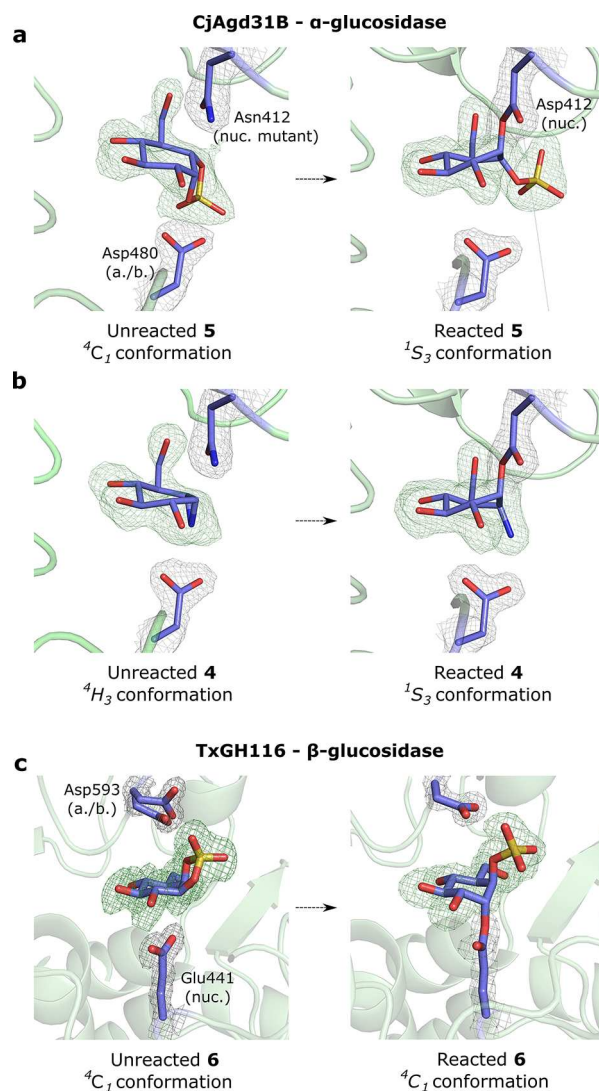 CjAgd31B - α-glucosidase
a
Asn412
(nuc. mutant)
Asp480
(a./b.)
Asp412
(nuc.)
Unreacted 5
⁴C₁ conformation
Reacted 5
¹S₃ conformation
b
Unreacted 4
⁴H₃ conformation
Reacted 4
¹S₃ conformation
TxGH116 - β-glucosidase
c
Asp593
(a./b.)
Glu441
(nuc.)
Unreacted 6
⁴C₁ conformation
Reacted 6
⁴C₁ conformation